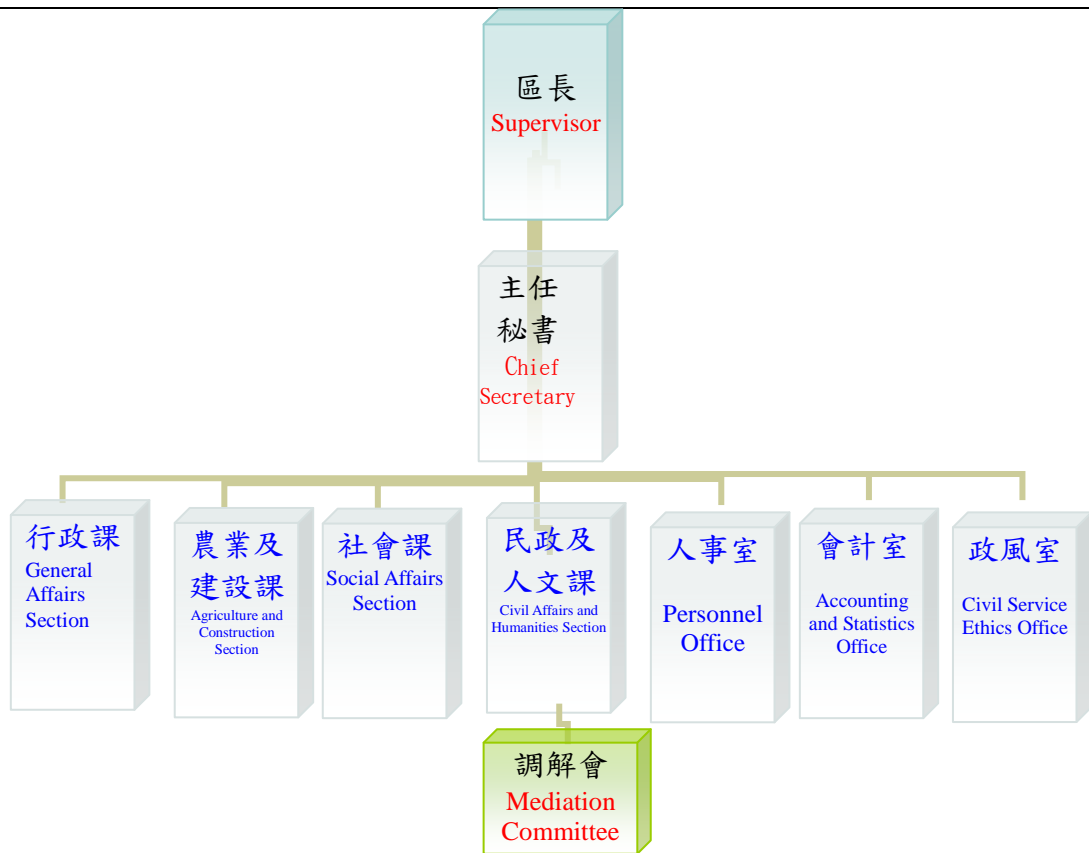 區長
Supervisor
主任
秘書
Chief
Secretary
行政課
General
Affairs
Section
農業及
建設課
Agriculture and
Construction
Section
社會課
Social Affairs
Section
民政及
人文課
Civil Affairs and
Humanities Section
人事室
Personnel
Office
會計室
Accounting
and Statistics
Office
政風室
Civil Service
Ethics Office
調解會
Mediation
Committee